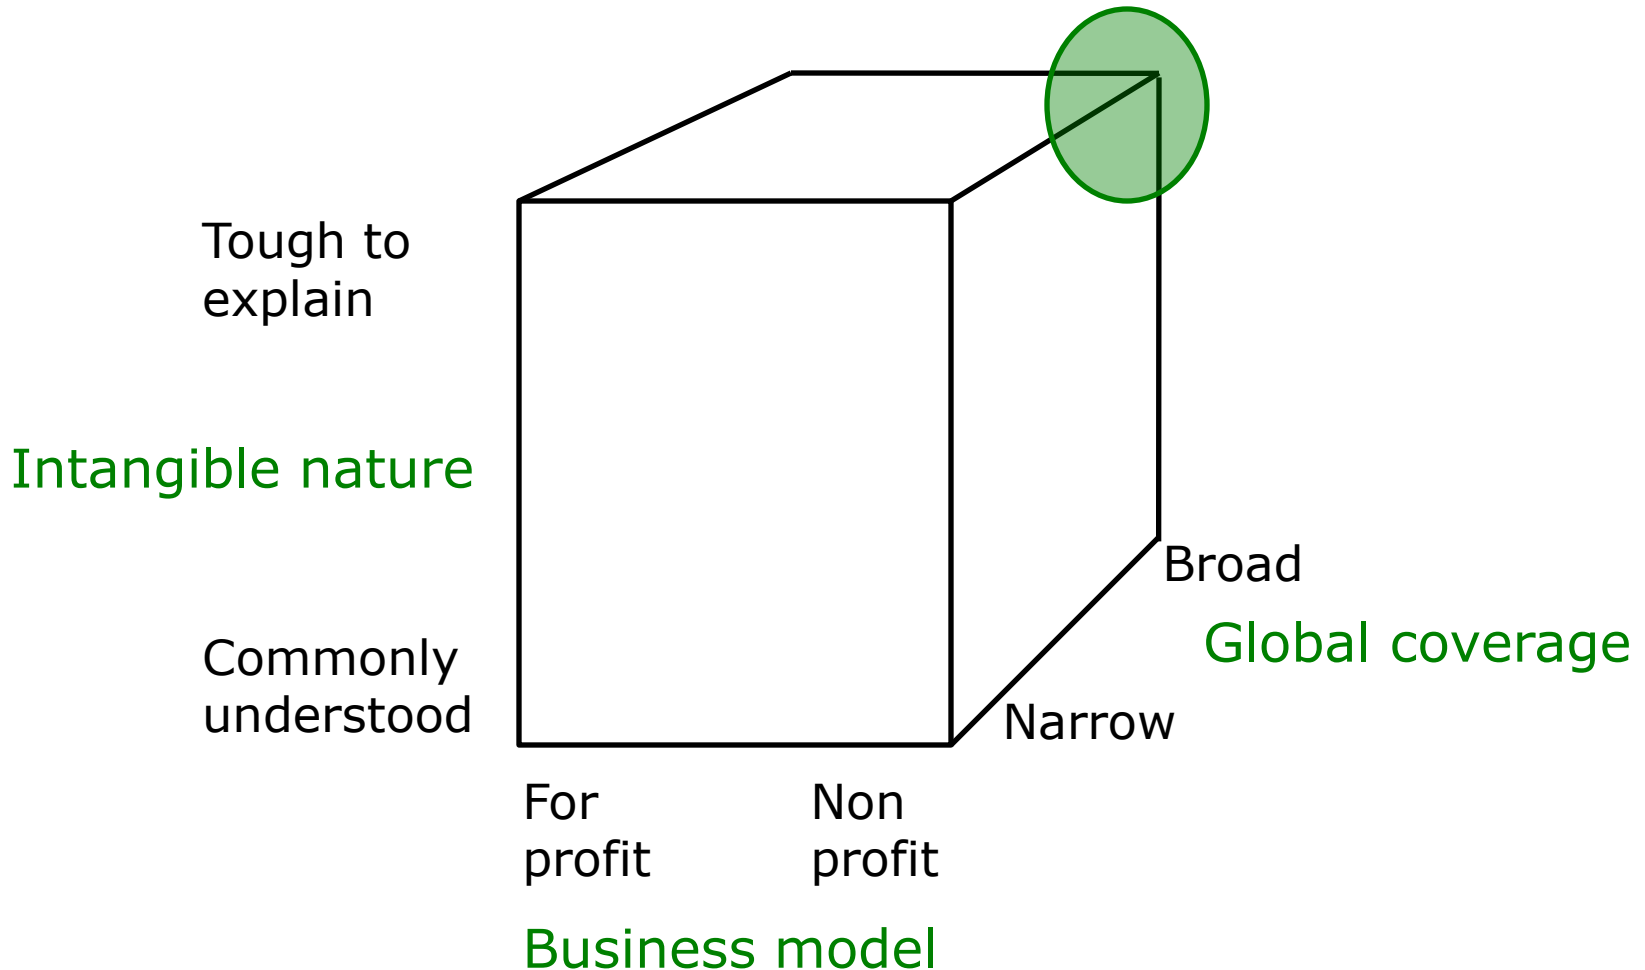 Tough to
explain
Intangible nature
Broad
Global coverage
Commonly
understood
Narrow
For
profit
Non
profit
Business model